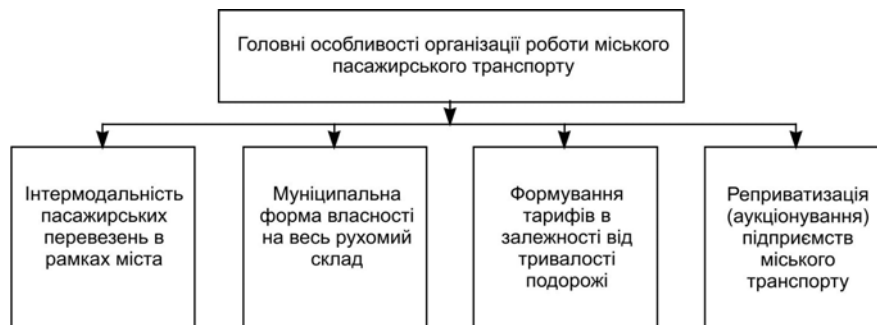 Головні особливості організації роботи міського
пасажирського транспорту
Інтермодальність
пасажирських
перевезень в
рамках міста
Муніципальна
форма власності
на весь рухомий
склад
Формування
тарифів в
залежності від
тривалості
подорожі
Реприватизація
(аукціонування)
підприємств
міського
транспорту